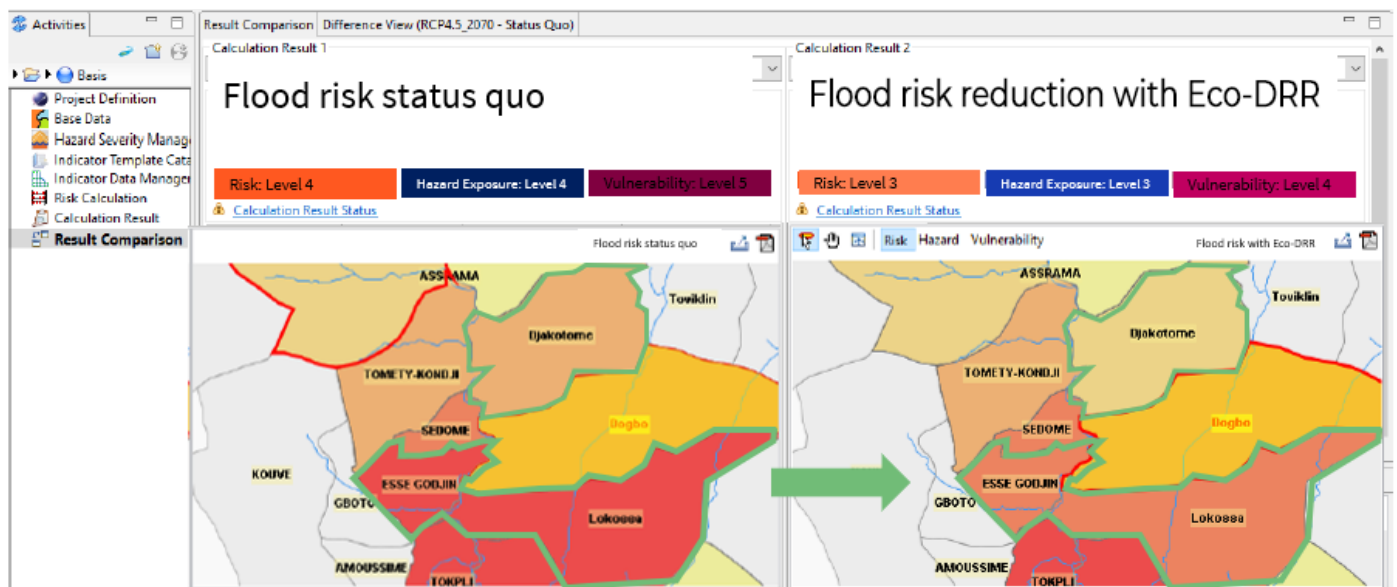 Activities
Result Comparison
Difference View (RCP4.5_2070 - Status Quo)
Basis
Project Definition
Base Data
Hazard Severity Manag
Indicator Template Cata
Indicator Data Manager
Risk Calculation
Calculation Result
Result Comparison
Calculation Result 1
Flood risk status quo
Risk: Level 4
Hazard Exposure: Level 4
Vulnerability: Level 5
Calculation Result Status
Flood risk status quo
ASSRAMA
Toviklin
Djakotome
TOMETY-KONDJI
SEDOME
Dogbo
KOUVE
ESSE GODJIN
GBOTO
Lokossa
AMOUSSIME
TOKPLI
Calculation Result 2
Flood risk reduction with Eco-DRR
Risk: Level 3
Hazard Exposure: Level 3
Vulnerability: Level 4
Calculation Result Status
Risk Hazard Vulnerability
Flood risk with Eco-DRR
ASSRAMA
Toviklin
Djakotome
TOMETY-KONDJI
SEDOME
Dogbo
ESSE GODJIN
GBOTO
Lokossa
AMOUSSIME
TOKPLI